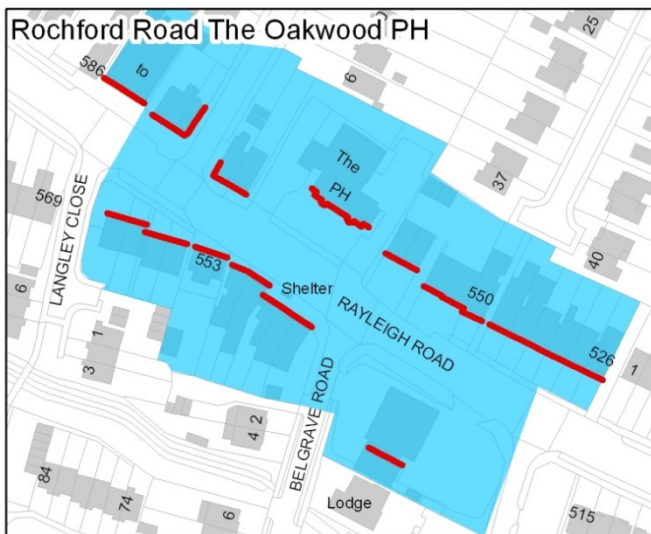 Rochford Road The Oakwood PH
586
to
6
25
The
PH
37
569
LANGLEY CLOSE
6
553
Shelter
40
550
RAYLEIGH ROAD
526
1
1
3
BELGRAVE ROAD
4 2
84
74
6
Lodge
515